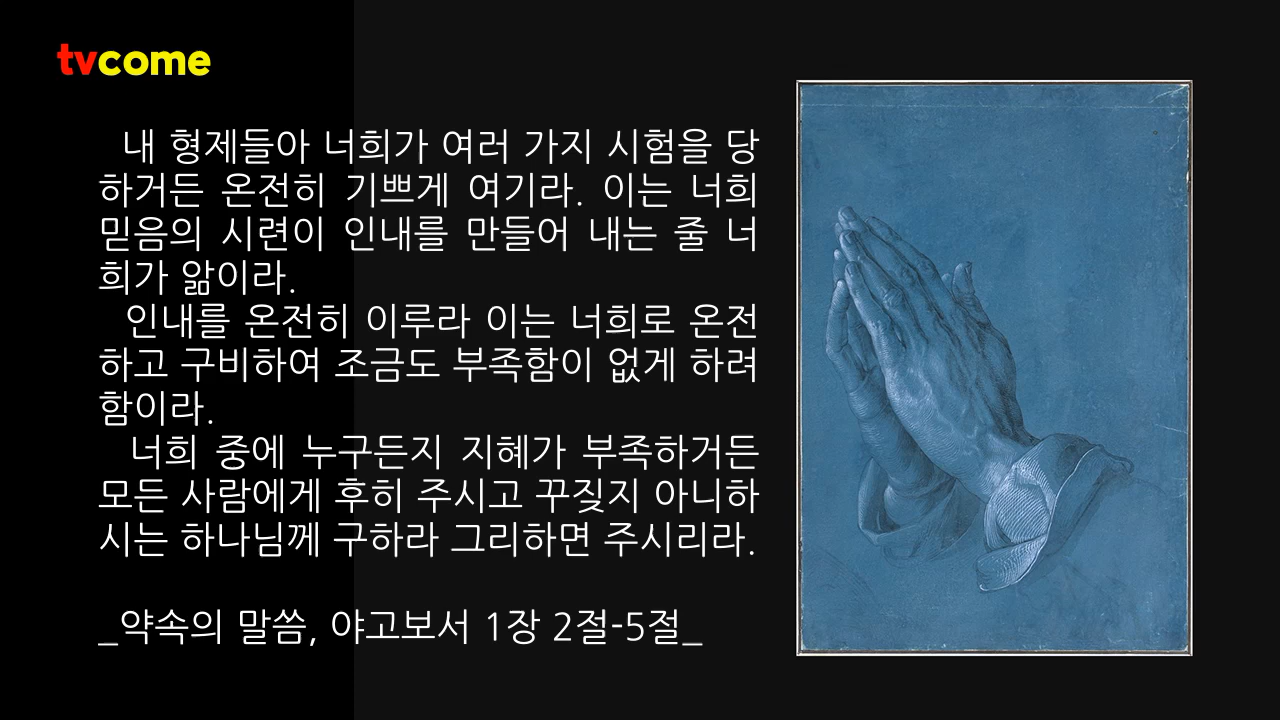 tvcome
내 형제들아 너희가 여러 가지 시험을 당
하거든 온전히 기쁘게 여기라. 이는 너희
믿음의 시련이 인내를 만들어 내는 줄 너
희가 앎이라.
인내를 온전히 이루라 이는 너희로 온전
하고 구비하여 조금도 부족함이 없게 하려
함이라.
너희 중에 누구든지 지혜가 부족하거든
모든 사람에게 후히 주시고 꾸짖지 아니하
시는 하나님께 구하라 그리하면 주시리라.
_약속의 말씀, 야고보서 1장 2절-5절_